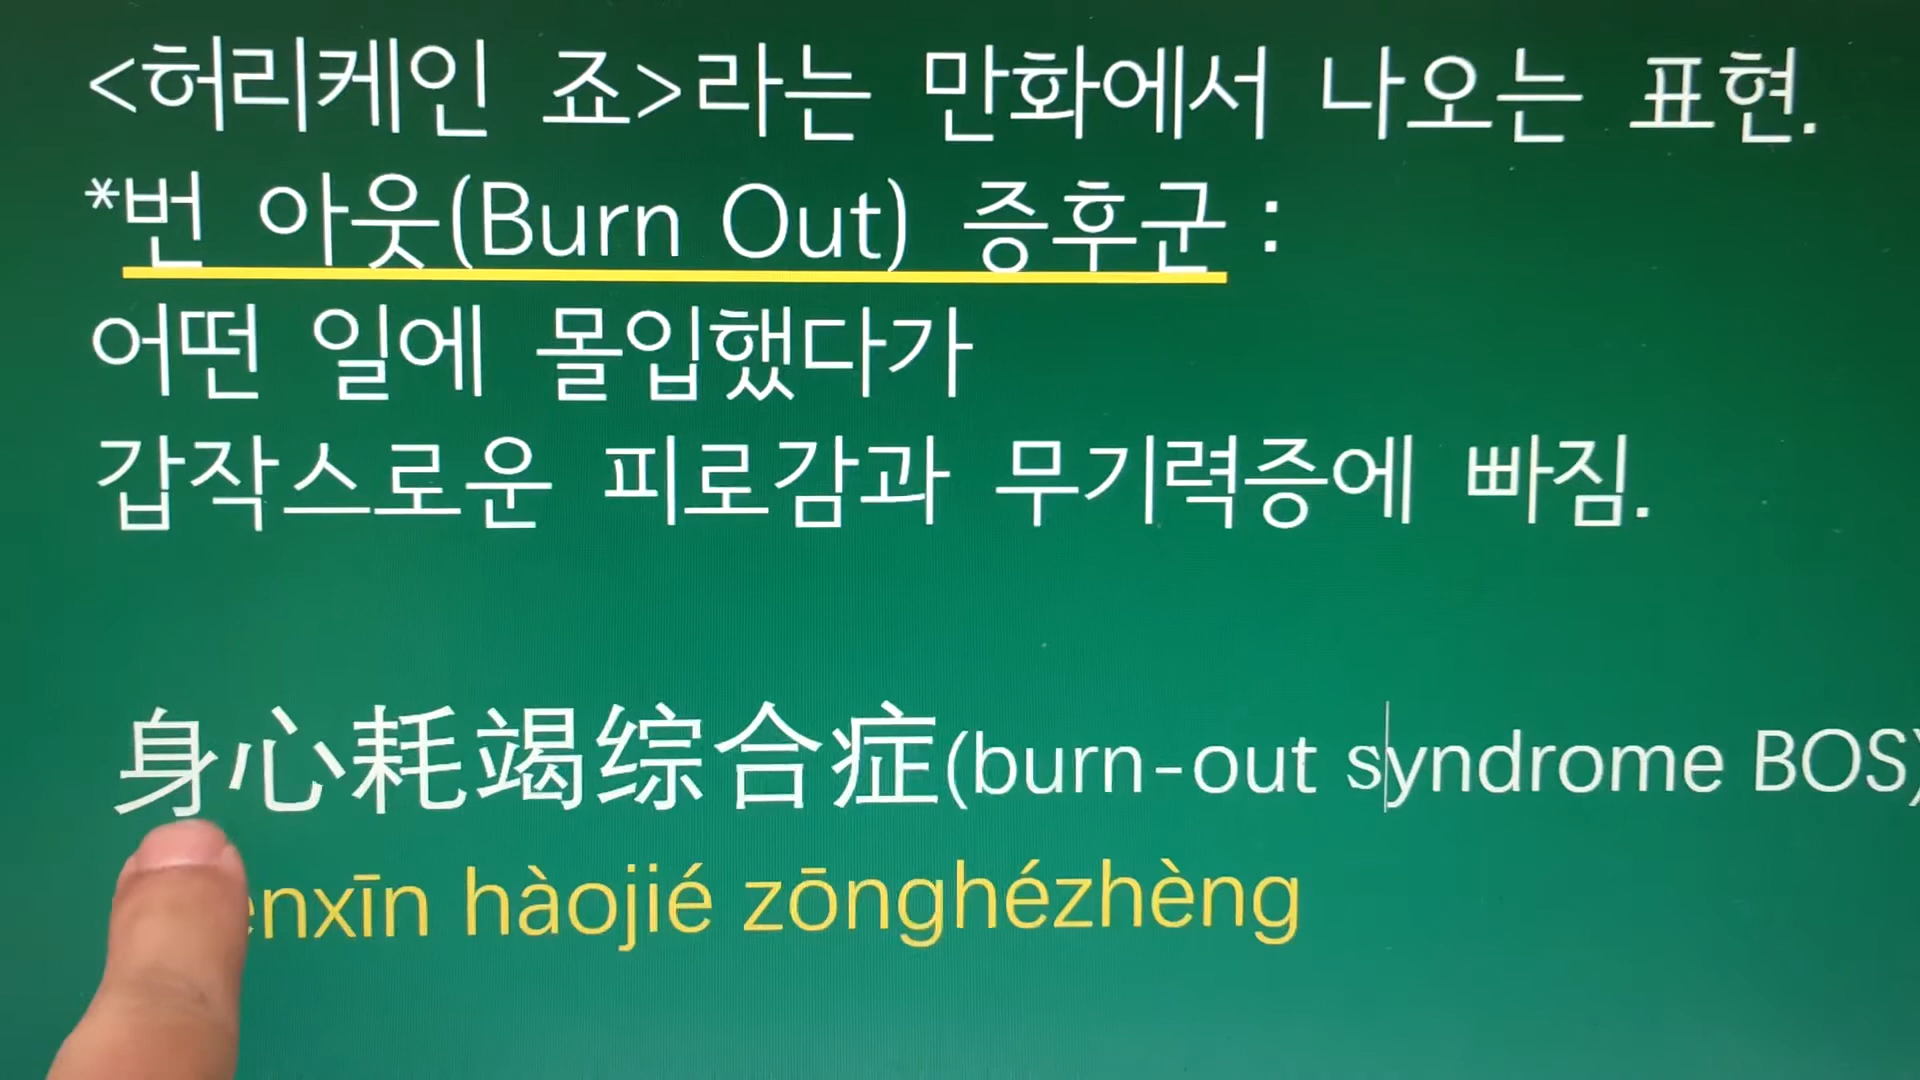 <허리케인 죠>라는 만화에서 나오는 표현.
*번 아웃(Burn Out) 증후군 :
어떤 일에 몰입했다가
갑작스로운 피로감과 무기력증에 빠짐.
身心耗竭综合症(burn-out syndrome BOS)
enxīn hàojié zōnghézhèng